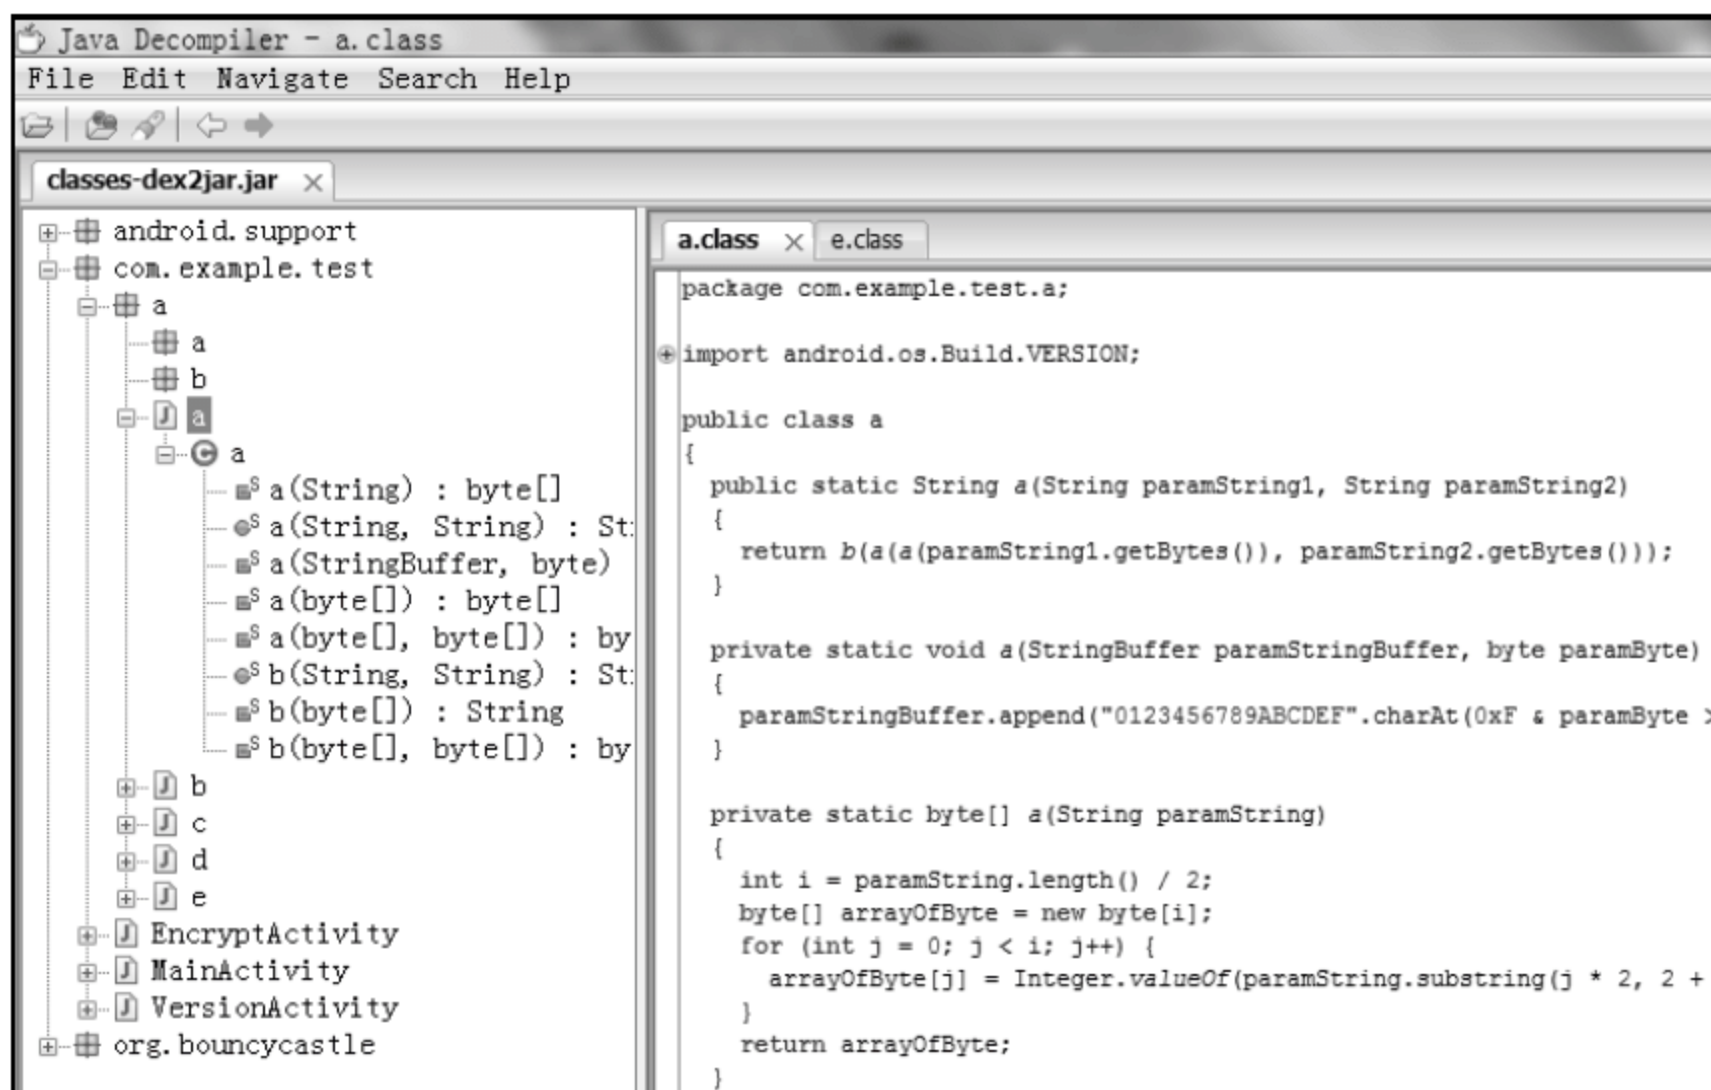 Java Decompiler - a.class
File Edit Navigate Search Help
classes-dex2jar.jar
android.support
com.example.test
a
a
b
a
a
a(String) : byte[]
a(String, String) : St
a(StringBuffer, byte)
a(byte[]) : byte[]
a(byte[], byte[]) : by
b(String, String) : St
b(byte[]) : String
b(byte[], byte[]) : by
b
c
d
e
EncryptActivity
MainActivity
VersionActivity
org.bouncycastle
a.class e.class
package com.example.test.a;
import android.os.Build.VERSION;
public class a
{
public static String a(String paramString1, String paramString2)
{
return b(a(a(paramString1.getBytes()), paramString2.getBytes()));
}
private static void a(StringBuffer paramStringBuffer, byte paramByte)
{
paramStringBuffer.append("0123456789ABCDEF".charAt(0xF & paramByte >
}
private static byte[] a(String paramString)
{
int i = paramString.length() / 2;
byte[] arrayOfByte = new byte[i];
for (int j = 0; j < i; j++) {
arrayOfByte[j] = Integer.valueOf(paramString.substring(j * 2, 2 +
}
return arrayOfByte;
}